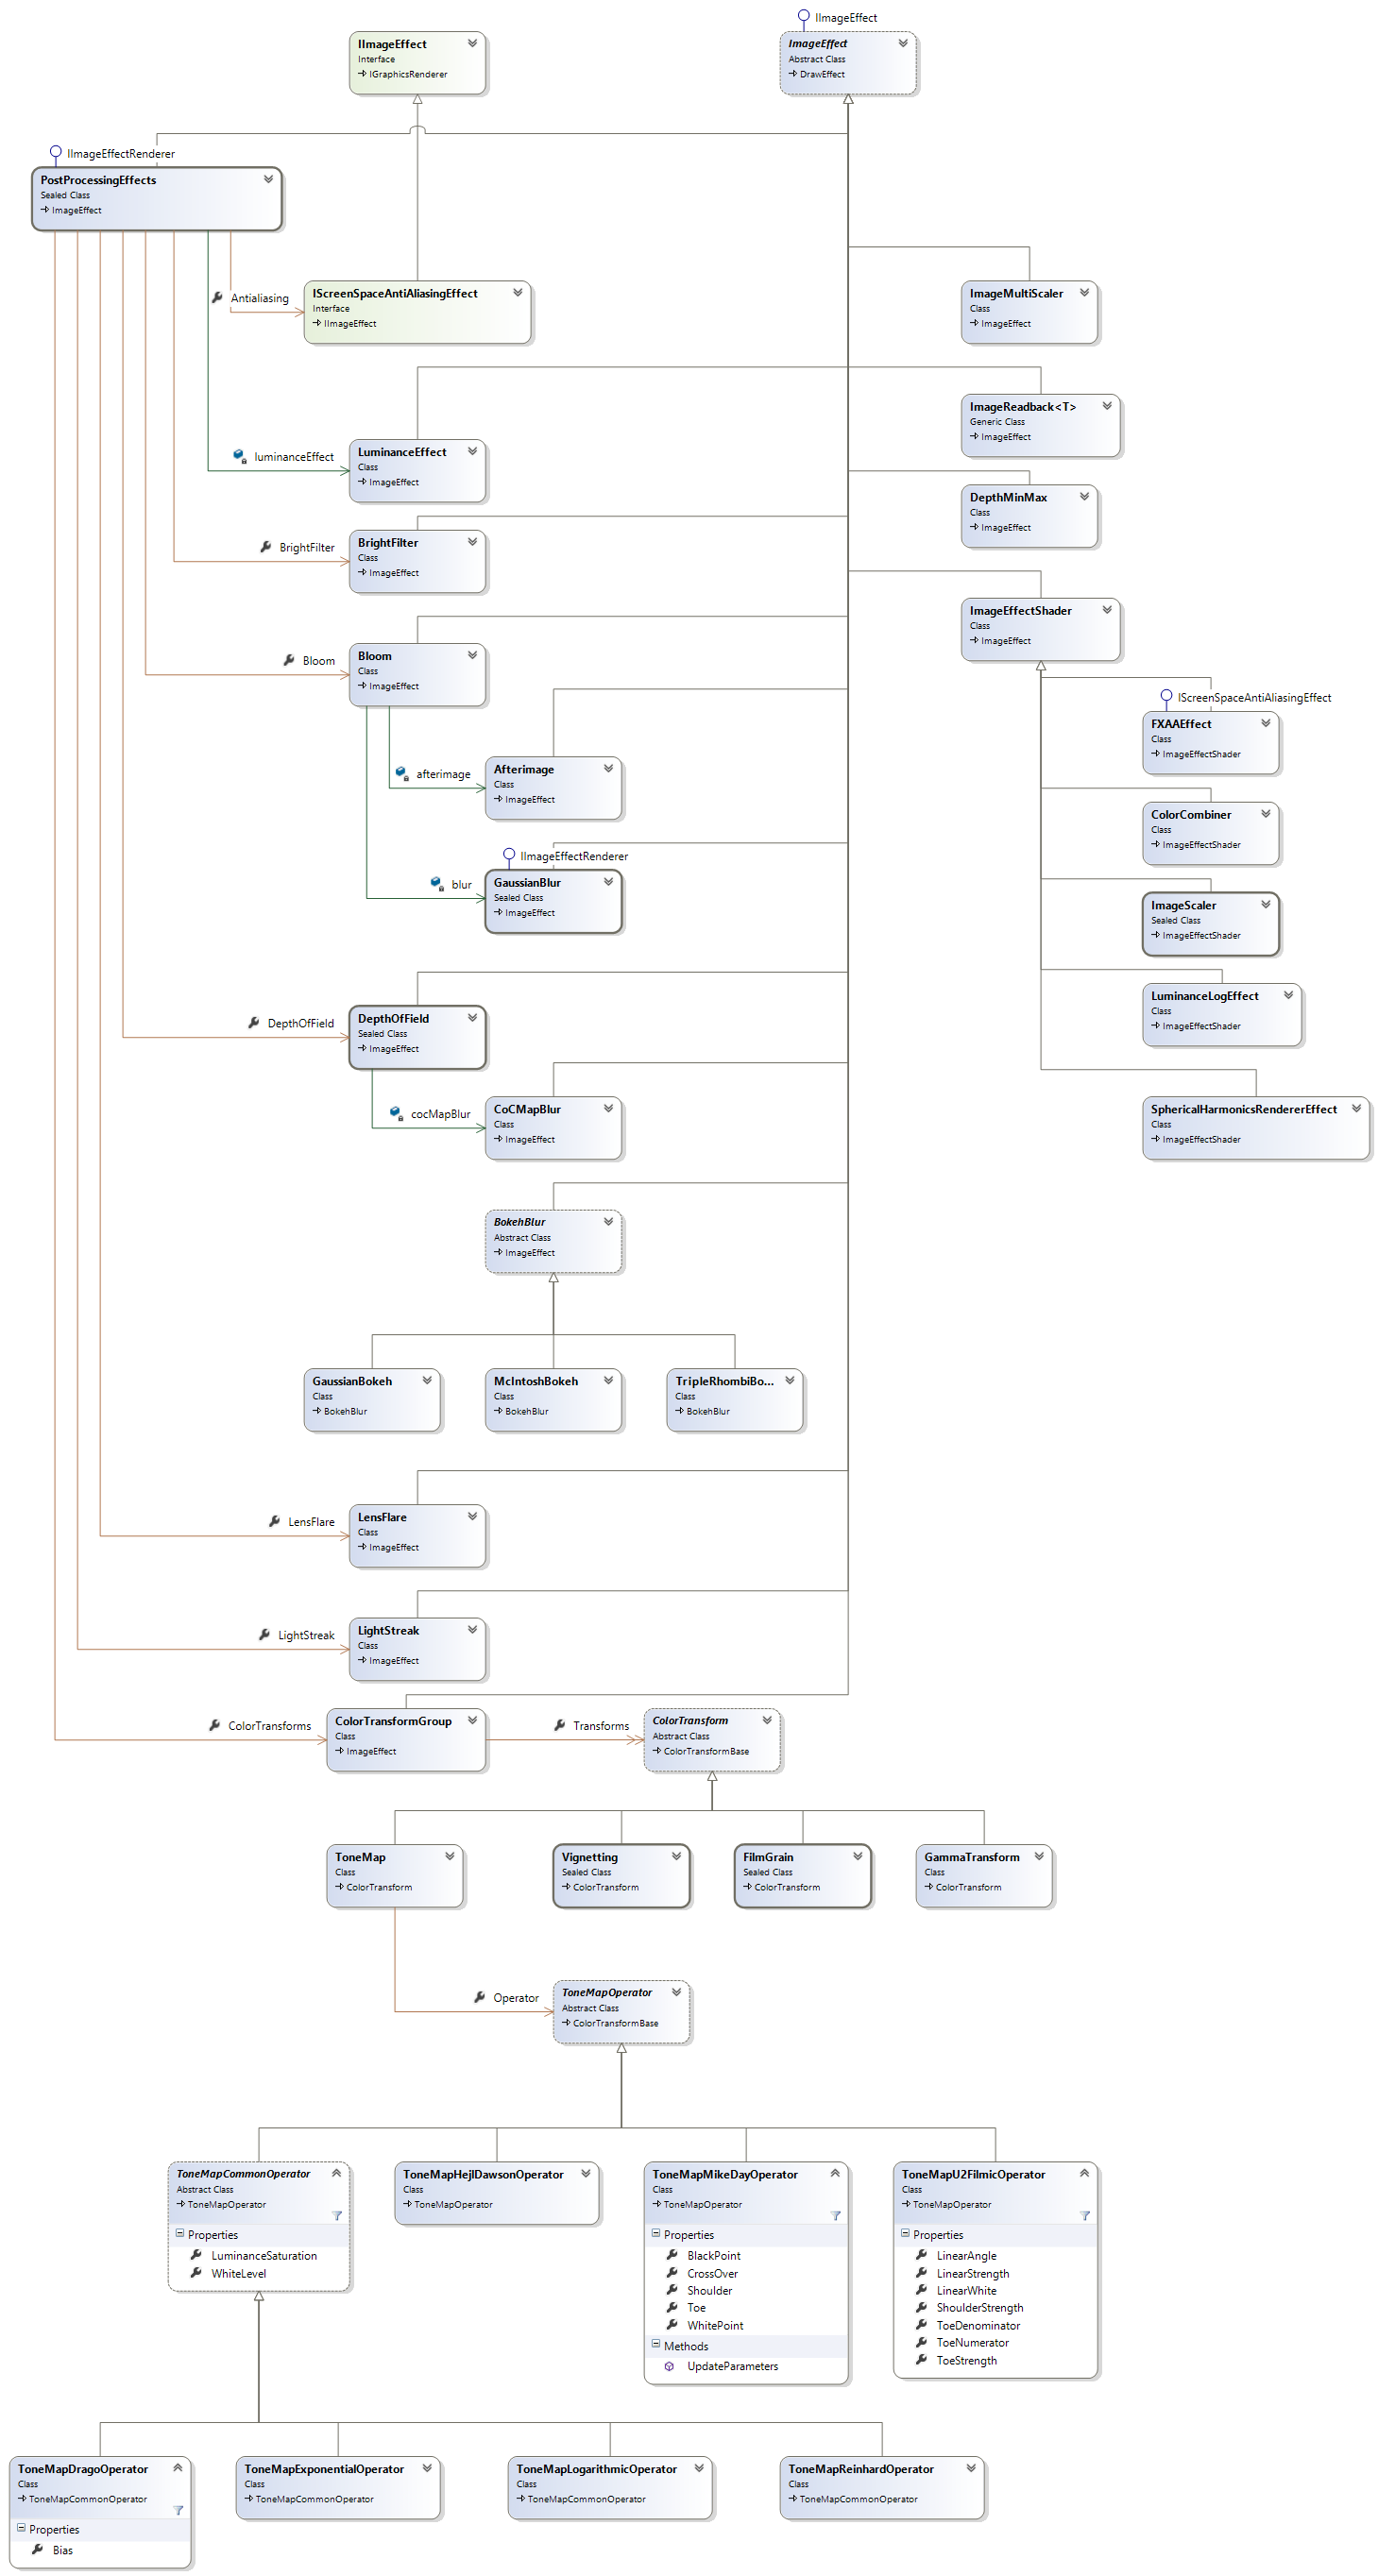 IImageEffect
IImageEffect
Interface
IGraphicsRenderer
ImageEffect
Abstract Class
DrawEffect
IImageEffectRenderer
PostProcessingEffects
Sealed Class
ImageEffect
Antialiasing
IScreenSpaceAntiAliasingEffect
Interface
IImageEffect
ImageMultiScaler
Class
ImageEffect
ImageReadback<T>
Generic Class
ImageEffect
luminanceEffect
LuminanceEffect
Class
ImageEffect
DepthMinMax
Class
ImageEffect
BrightFilter
BrightFilter
Class
ImageEffect
ImageEffectShader
Class
ImageEffect
Bloom
Bloom
Class
ImageEffect
IScreenSpaceAntiAliasingEffect
FXAAEffect
Class
ImageEffectShader
afterimage
Afterimage
Class
ImageEffect
ColorCombiner
Class
ImageEffectShader
IImageEffectRenderer
blur
GaussianBlur
Sealed Class
ImageEffect
ImageScaler
Sealed Class
ImageEffectShader
LuminanceLogEffect
Class
ImageEffectShader
DepthOfField
DepthOfField
Sealed Class
ImageEffect
cocMapBlur
CoCMapBlur
Class
ImageEffect
SphericalHarmonicsRendererEffect
Class
ImageEffectShader
BokehBlur
Abstract Class
ImageEffect
GaussianBokeh
Class
BokehBlur
McIntoshBokeh
Class
BokehBlur
TripleRhombiBo...
Class
BokehBlur
LensFlare
LensFlare
Class
ImageEffect
LightStreak
LightStreak
Class
ImageEffect
ColorTransforms
ColorTransformGroup
Class
ImageEffect
Transforms
ColorTransform
Abstract Class
ColorTransformBase
ToneMap
Class
ColorTransform
Vignetting
Sealed Class
ColorTransform
FilmGrain
Sealed Class
ColorTransform
GammaTransform
Class
ColorTransform
Operator
ToneMapOperator
Abstract Class
ColorTransformBase
ToneMapCommonOperator
Abstract Class
ToneMapOperator
Properties
LuminanceSaturation
WhiteLevel
ToneMapHejlDawsonOperator
Class
ToneMapOperator
ToneMapMikeDayOperator
Class
ToneMapOperator
Properties
BlackPoint
CrossOver
Shoulder
Toe
WhitePoint
Methods
UpdateParameters
ToneMapU2FilmicOperator
Class
ToneMapOperator
Properties
LinearAngle
LinearStrength
LinearWhite
ShoulderStrength
ToeDenominator
ToeNumerator
ToeStrength
ToneMapDragoOperator
Class
ToneMapCommonOperator
Properties
Bias
ToneMapExponentialOperator
Class
ToneMapCommonOperator
ToneMapLogarithmicOperator
Class
ToneMapCommonOperator
ToneMapReinhardOperator
Class
ToneMapCommonOperator